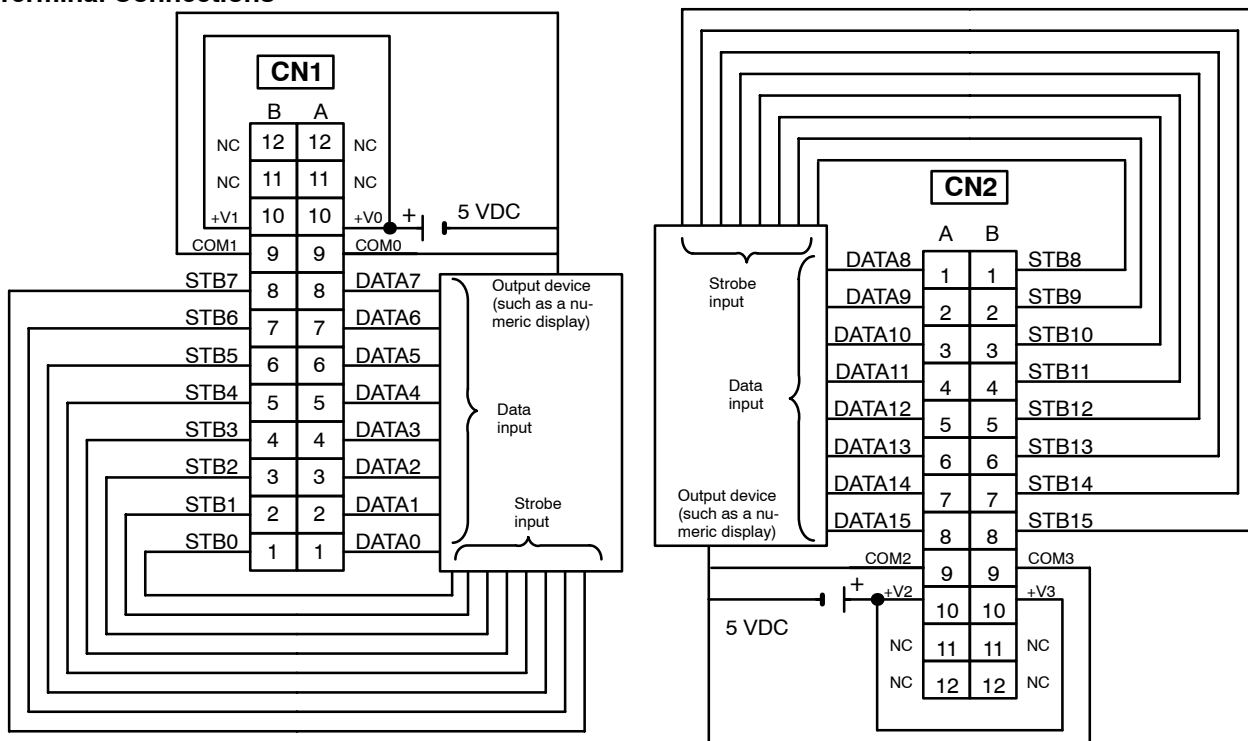 Terminal Connections
CN1
B A
NC 12 12 NC
NC 11 11 NC
+V1 10 10 +V0 + 5 VDC
COM1 9 9 COM0
STB7 8 8 DATA7
STB6 7 7 DATA6
STB5 6 6 DATA5
STB4 5 5 DATA4
STB3 4 4 DATA3
STB2 3 3 DATA2
STB1 2 2 DATA1
STB0 1 1 DATA0
Output device
(such as a nu-
meric display)
Data
input
Strobe
input
CN2
A B
DATA8 1 1 STB8
DATA9 2 2 STB9
DATA10 3 3 STB10
DATA11 4 4 STB11
DATA12 5 5 STB12
DATA13 6 6 STB13
DATA14 7 7 STB14
DATA15 8 8 STB15
COM2 9 9 COM3
+ +V2 10 10 +V3
NC 11 11 NC
NC 12 12 NC
Strobe
input
Data
input
Output device
(such as a nu-
meric display)
5 VDC